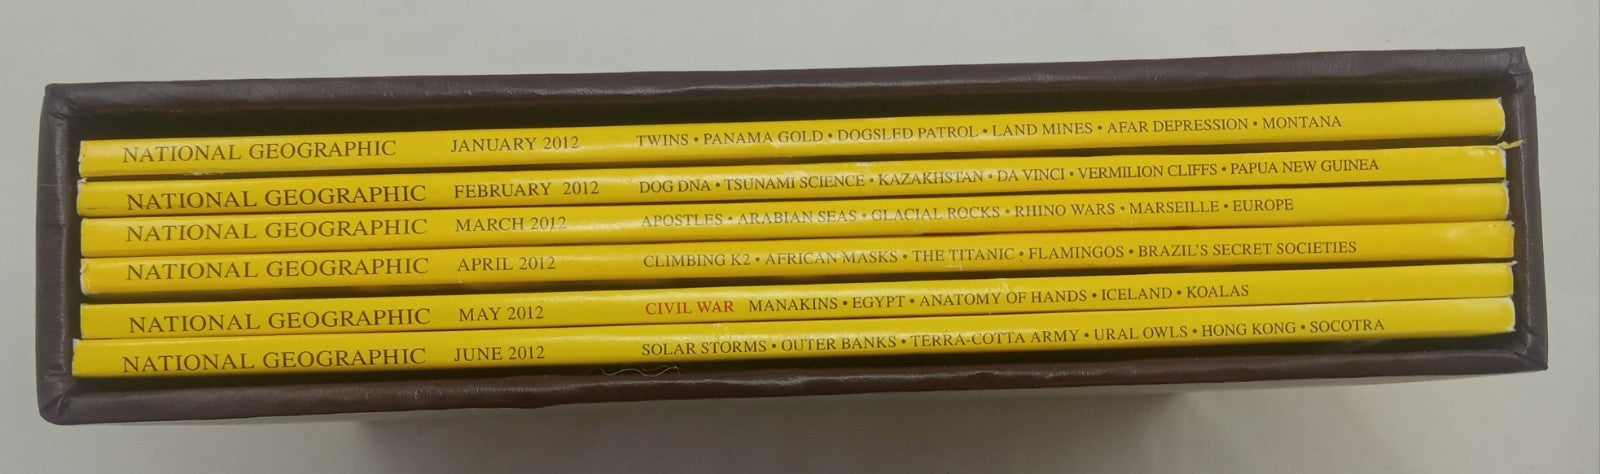 NATIONAL GEOGRAPHIC JANUARY 2012 TWINS • PANAMA GOLD • DOGSLED PATROL • LAND MINES • AFAR DEPRESSION • MONTANA
NATIONAL GEOGRAPHIC FEBRUARY 2012 DOG DNA • TSUNAMI SCIENCE • KAZAKHSTAN • DA VINCI • VERMILION CLIFFS • PAPUA NEW GUINEA
NATIONAL GEOGRAPHIC MARCH 2012 APOSTLES • ARABIAN SEAS • GLACIAL ROCKS • RHINO WARS • MARSEILLE • EUROPE
NATIONAL GEOGRAPHIC APRIL 2012 CLIMBING K2 • AFRICAN MASKS • THE TITANIC • FLAMINGOS • BRAZIL'S SECRET SOCIETIES
NATIONAL GEOGRAPHIC MAY 2012 CIVIL WAR MANAKINS • EGYPT • ANATOMY OF HANDS • ICELAND • KOALAS
NATIONAL GEOGRAPHIC JUNE 2012 SOLAR STORMS • OUTER BANKS • TERRA-COTTA ARMY • URAL OWLS • HONG KONG • SOCOTRA